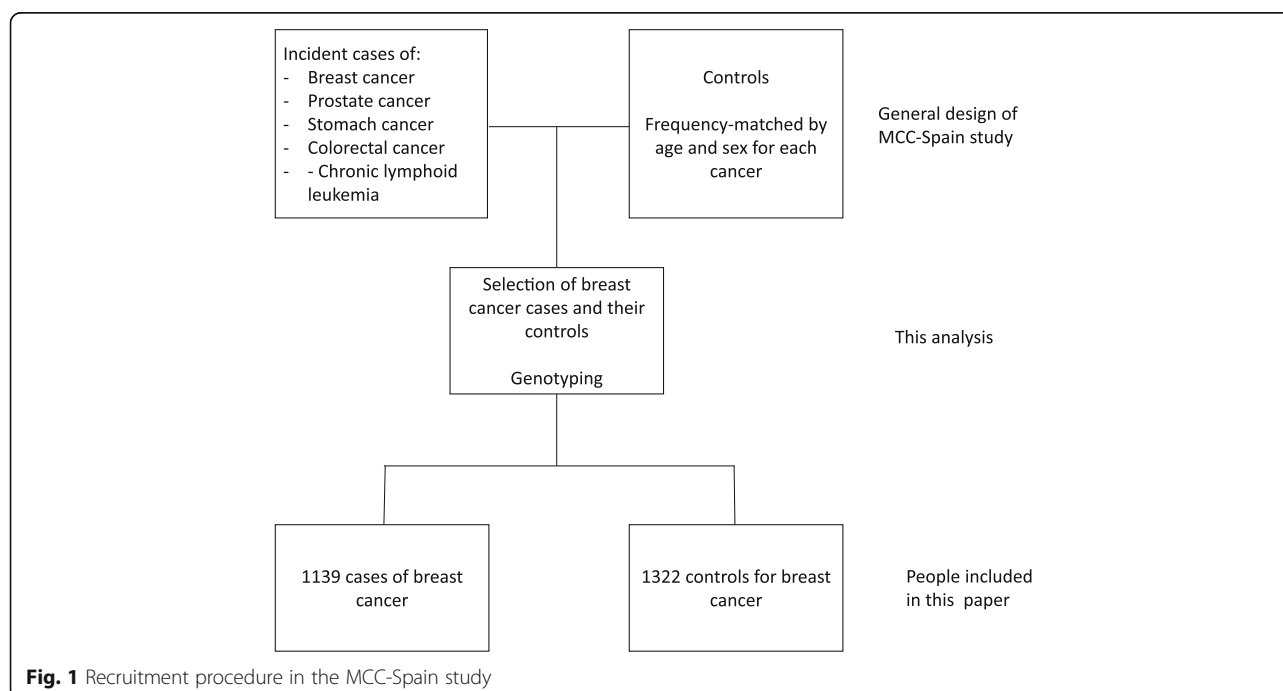 Incident cases of:
- Breast cancer
- Prostate cancer
- Stomach cancer
- Colorectal cancer
- - Chronic lymphoid
leukemia
Controls
Frequency-matched by
age and sex for each
cancer
General design of
MCC-Spain study
Selection of breast
cancer cases and their
controls
Genotyping
This analysis
1139 cases of breast
cancer
1322 controls for breast
cancer
People included
in this paper
Fig. 1 Recruitment procedure in the MCC-Spain study